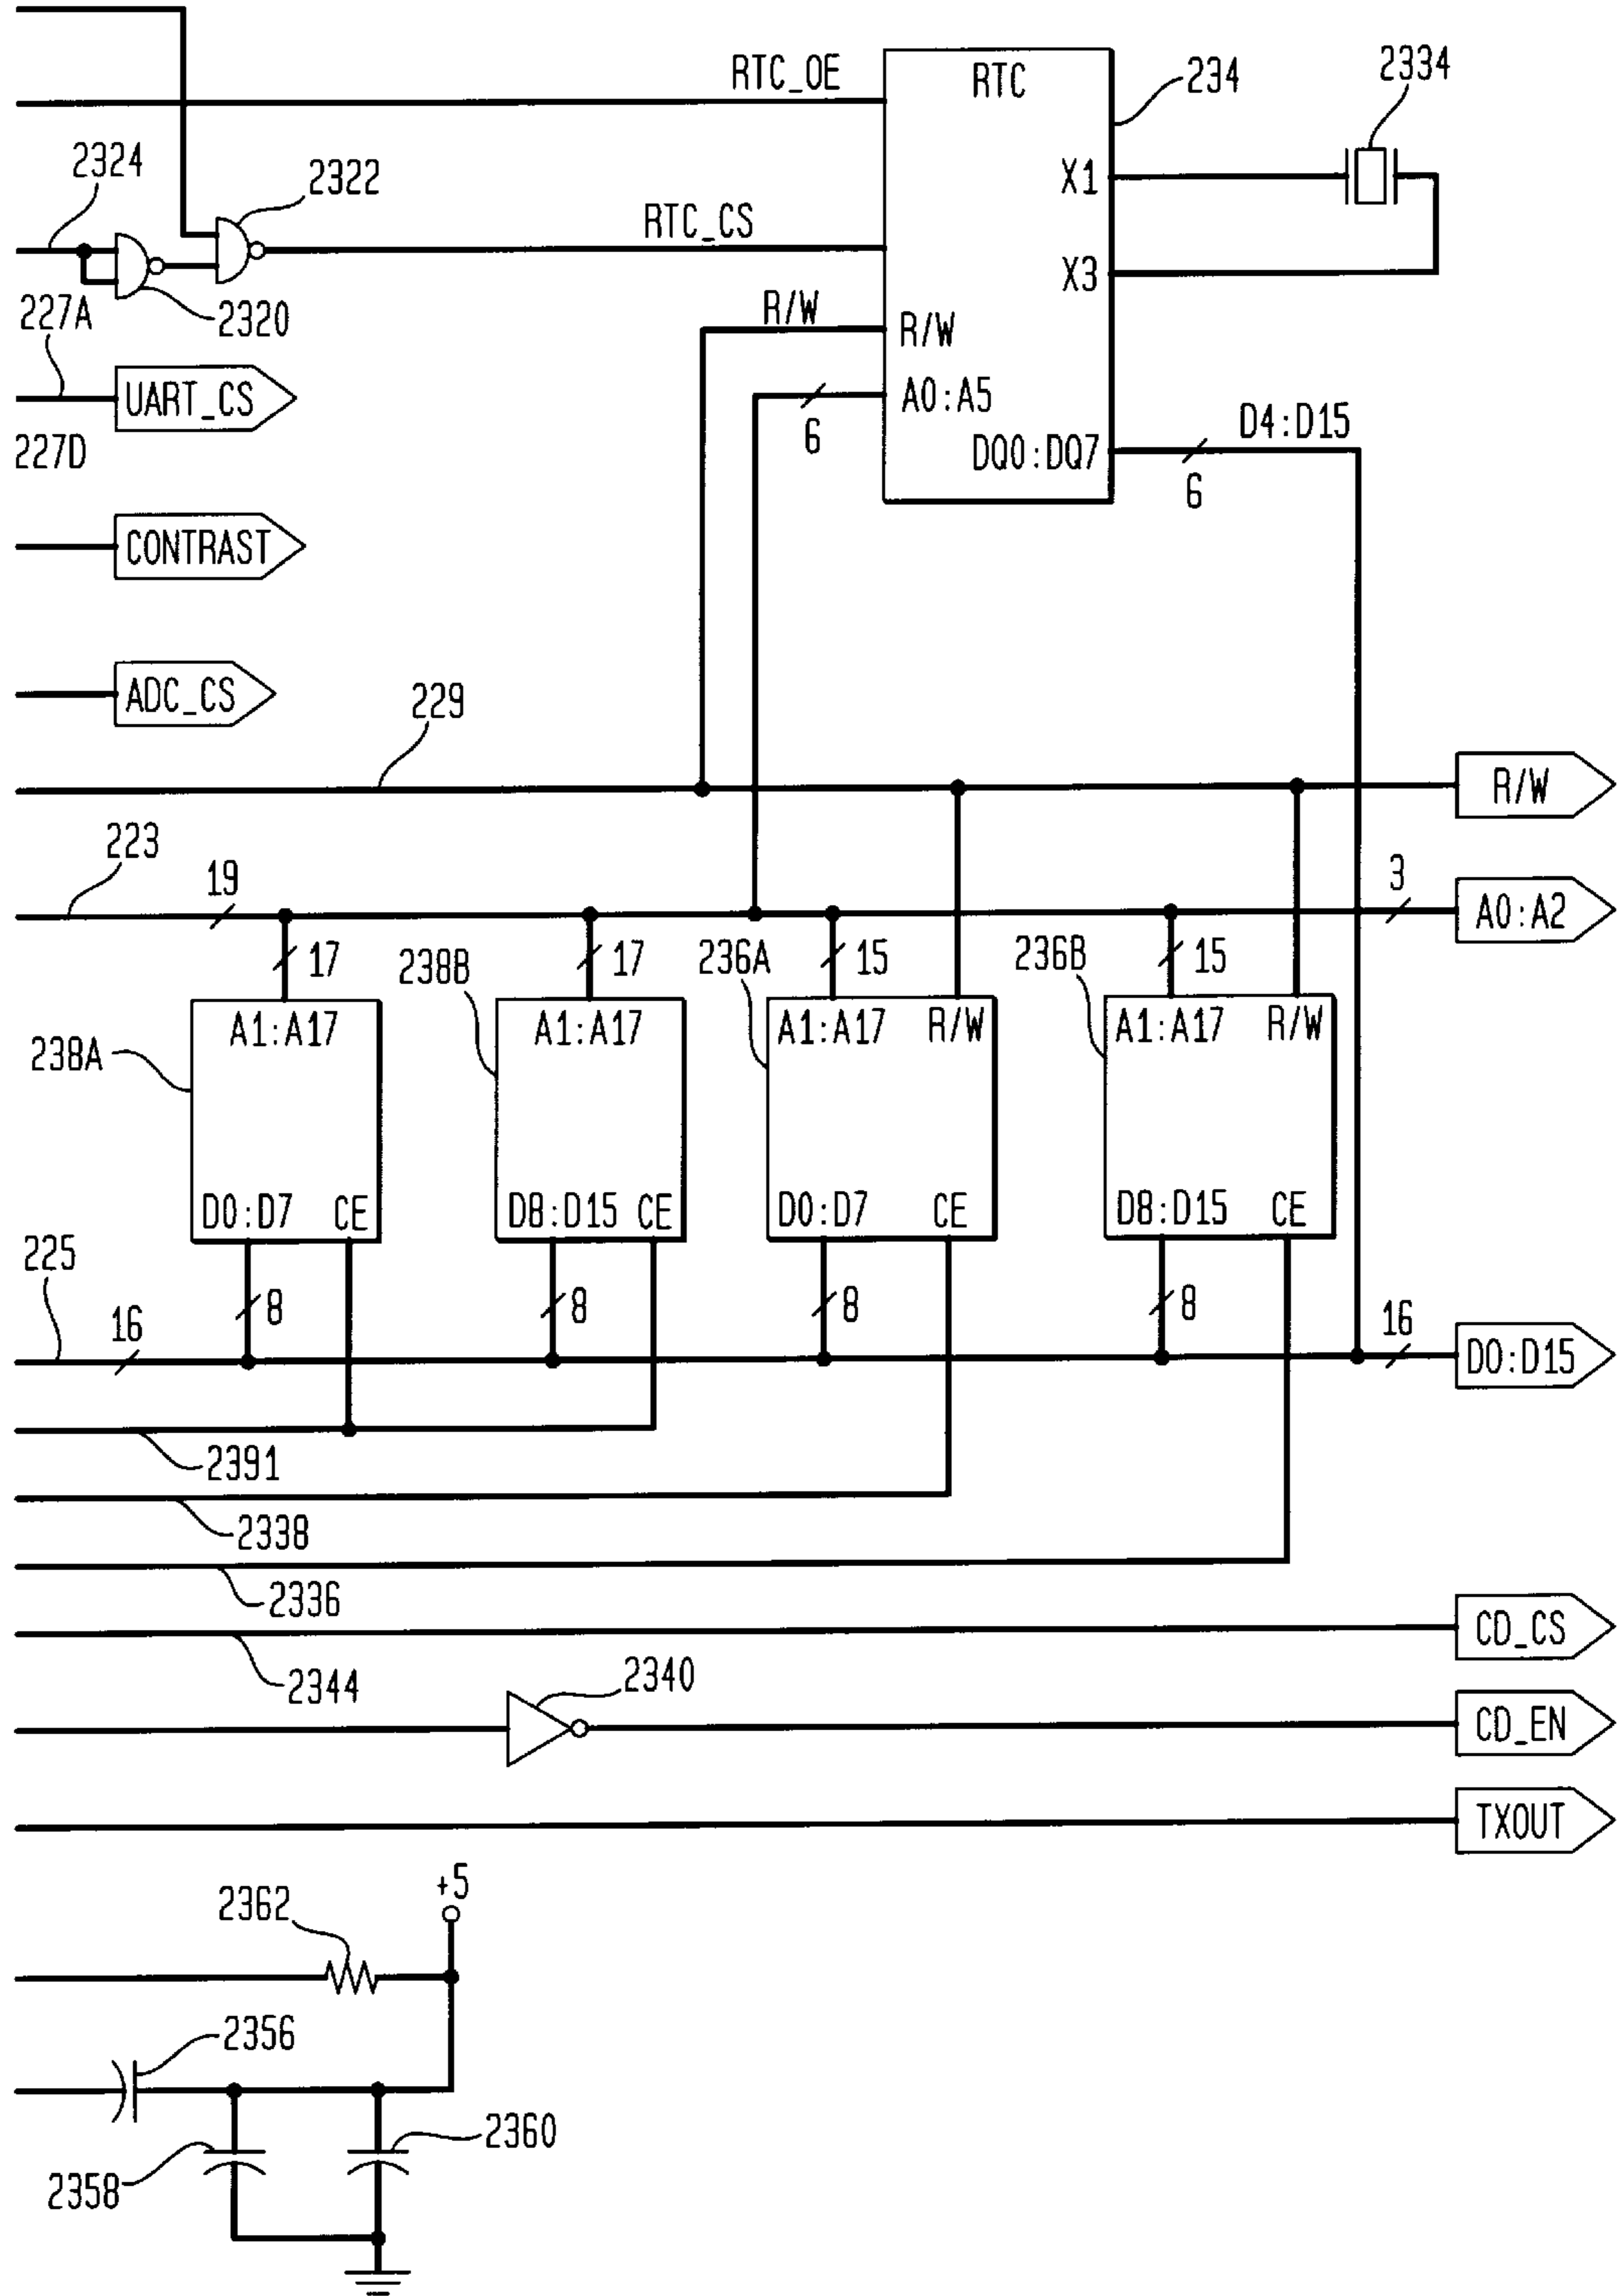 RTC_OE
RTC
234
2334
2324
2322
X1
RTC_CS
X3
227A
2320
R/W
R/W
UART_CS
A0:A5
6
D4:D15
227D
DQ0:DQ7
6
CONTRAST
ADC_CS
229
R/W
223
19
3
A0:A2
17
238B
17
236A
15
236B
15
238A
A1:A17
A1:A17
A1:A17 R/W
A1:A17 R/W
D0:D7 CE
D8:D15 CE
D0:D7 CE
D8:D15 CE
225
16
8
8
8
8
16
D0:D15
2391
2338
2336
CD_CS
2344
2340
CD_EN
TXOUT
+5
2362
2356
2360
2358